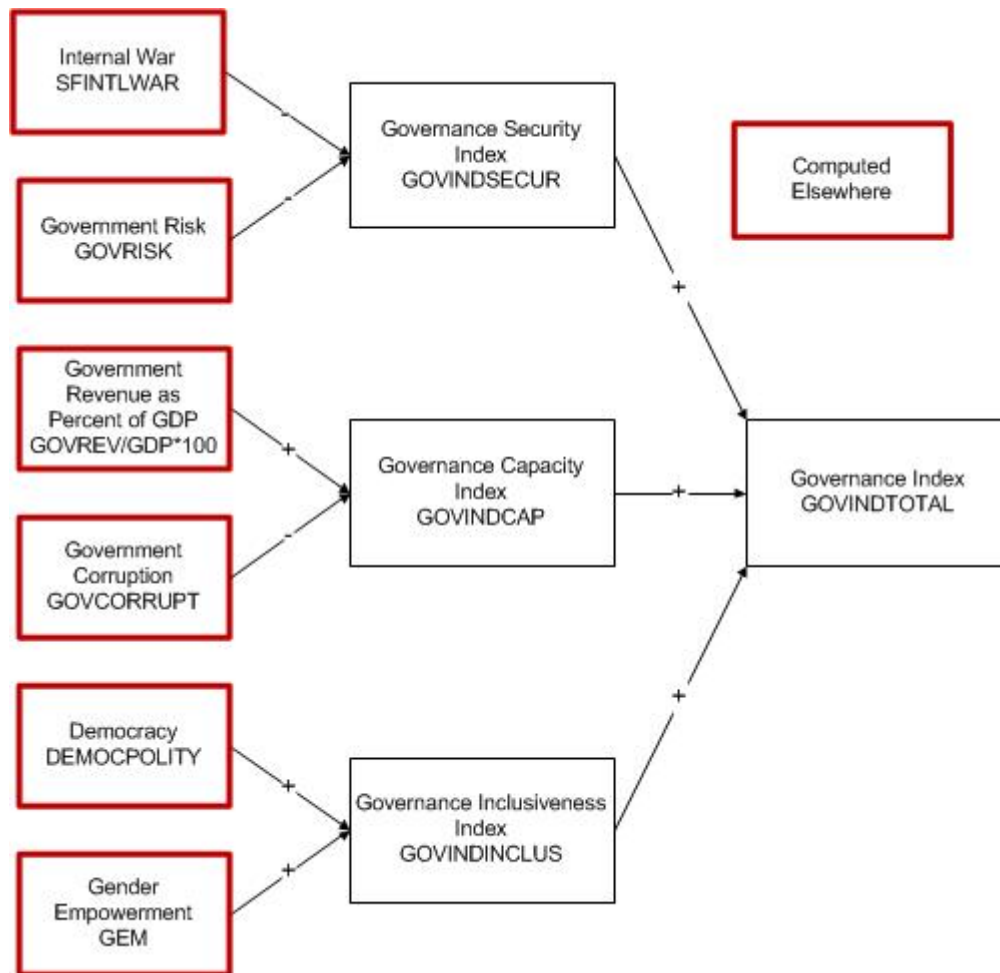 Internal War
SFINTLWAR
-
Government Risk
GOVRISK
-
Governance Security
Index
GOVINDSECUR
+
Computed
Elsewhere
Government
Revenue as
Percent of GDP
GOVREV/GDP*100
+
Government
Corruption
GOVCORRUPT
-
Governance Capacity
Index
GOVINDCAP
+
Governance Index
GOVINDTOTAL
Democracy
DEMOCPOLITY
+
Gender
Empowerment
GEM
+
Governance Inclusiveness
Index
GOVINDINCLUS
+